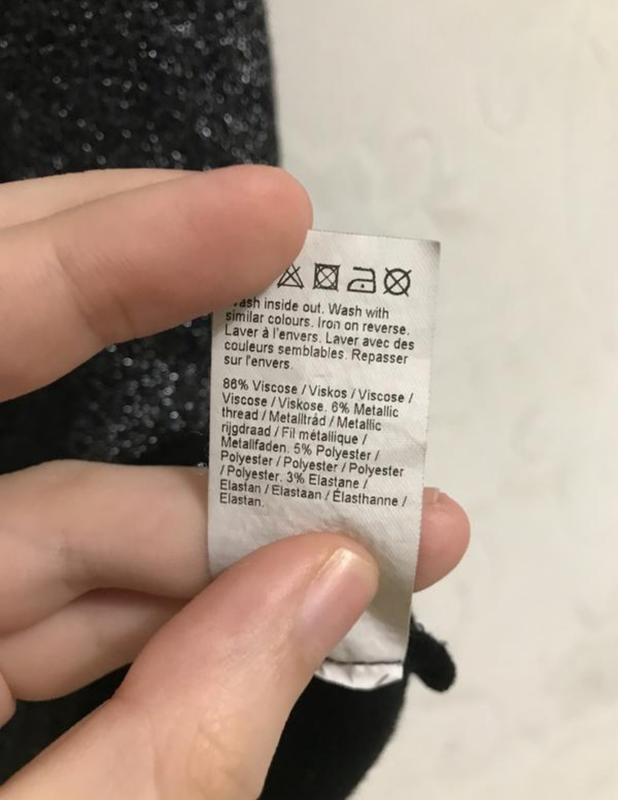 Wash inside out. Wash with
similar colours. Iron on reverse.
Laver à l'envers. Laver avec des
couleurs semblables. Repasser
sur l'envers.
86% Viscose / Viskos / Viscose /
Viscose / Viskose. 6% Metallic
thread / Metalltråd / Metallic
rijgdraad / Fil métallique /
Metallfaden. 5% Polyester /
Polyester / Polyester / Polyester
/ Polyester. 3% Elastane /
Elastan / Elastaan / Élasthanne /
Elastan.